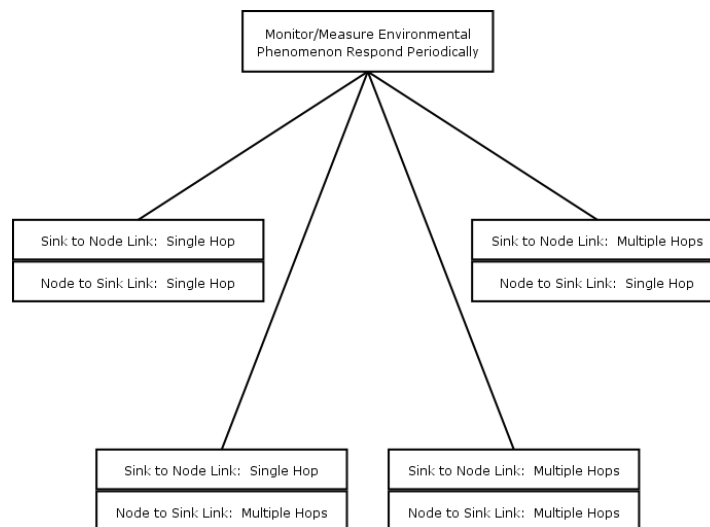 Monitor/Measure Environmental
Phenomenon Respond Periodically
Sink to Node Link: Single Hop
Node to Sink Link: Single Hop
Sink to Node Link: Multiple Hops
Node to Sink Link: Single Hop
Sink to Node Link: Single Hop
Node to Sink Link: Multiple Hops
Sink to Node Link: Multiple Hops
Node to Sink Link: Multiple Hops